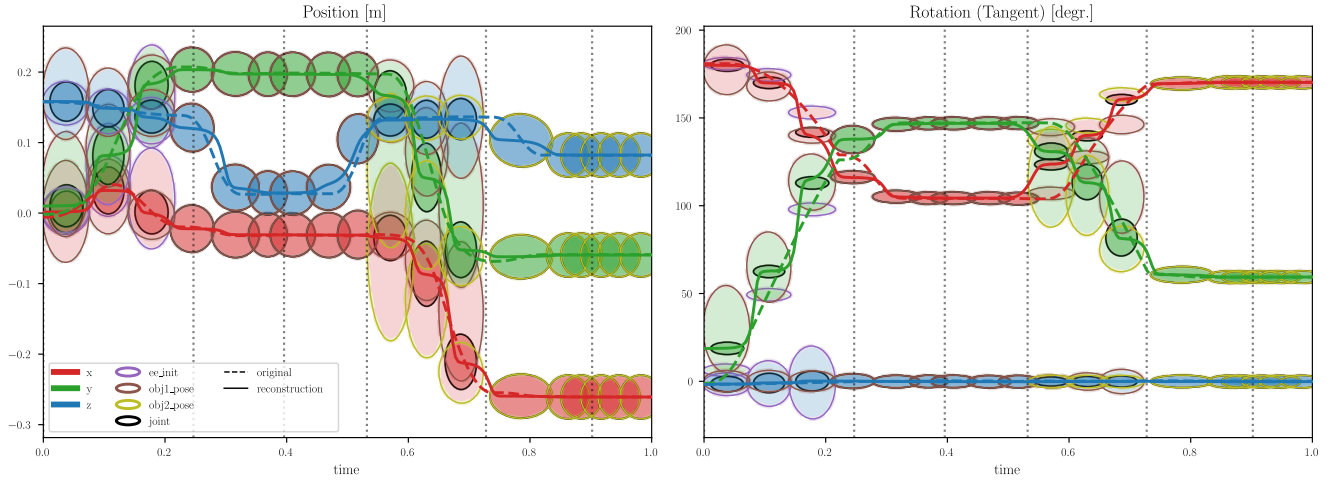 Position [m]
0.2
0.1
0.0
−0.1
−0.2
−0.3
0.0
0.2
0.4
0.6
0.8
1.0
time
x
y
z
ee_init
obj1_pose
obj2_pose
joint
original
reconstruction
Rotation (Tangent) [degr.]
200
150
100
50
0
0.0
0.2
0.4
0.6
0.8
1.0
time